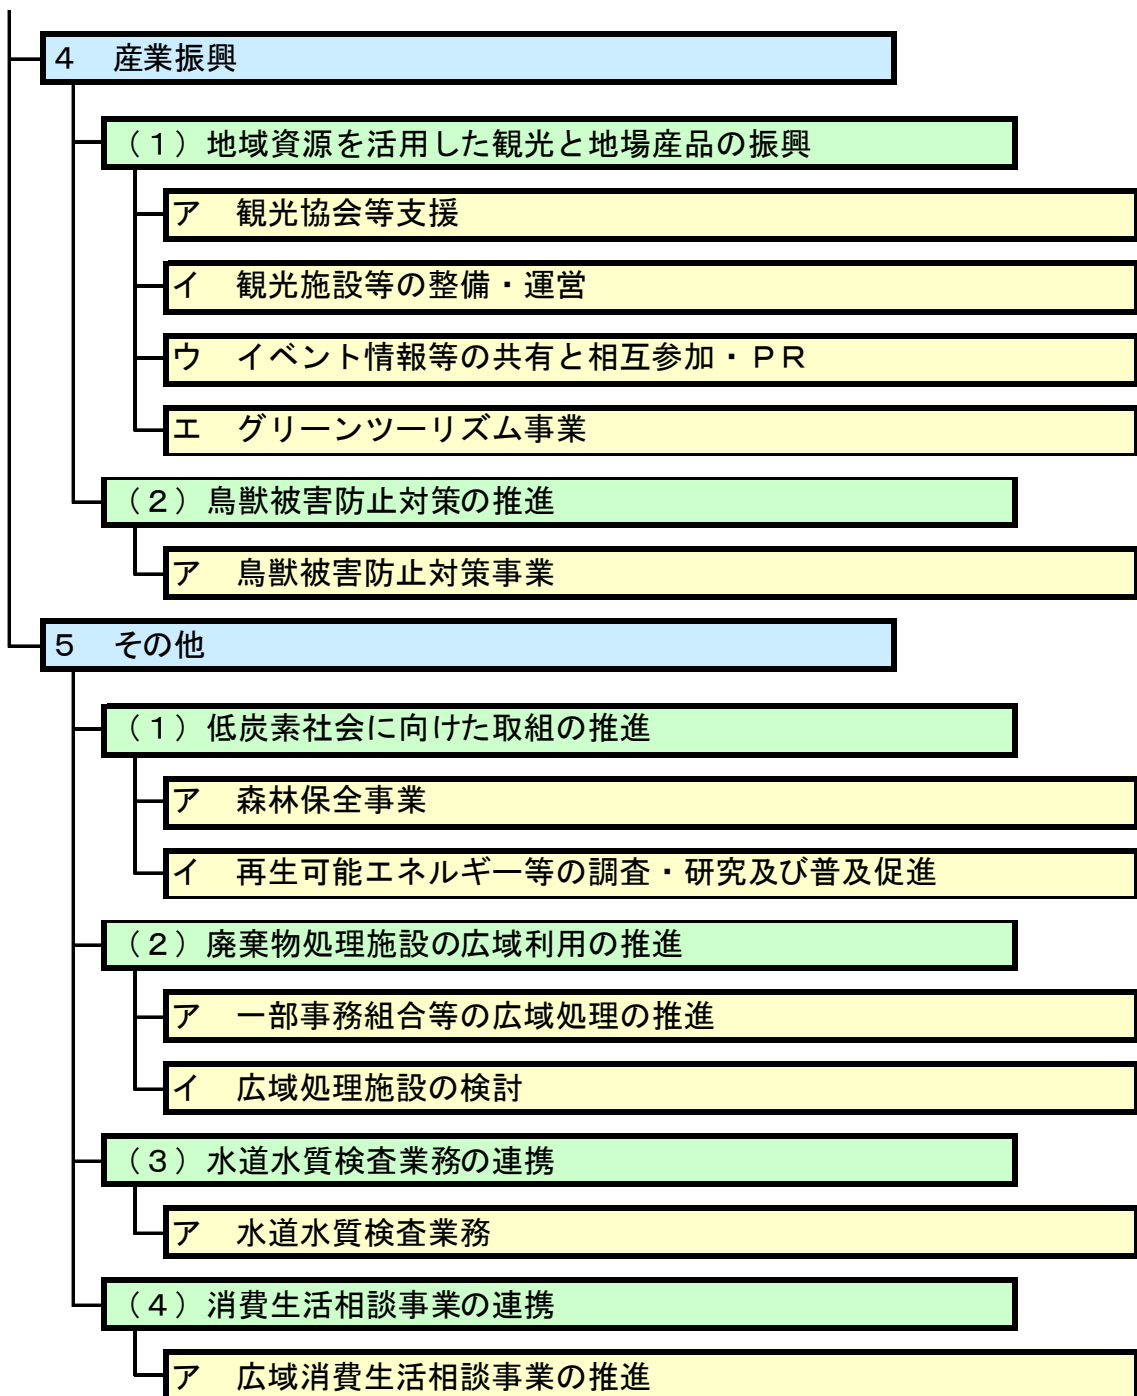 ４　産業振興
（１）地域資源を活用した観光と地場産品の振興
ア　観光協会等支援
イ　観光施設等の整備・運営
ウ　イベント情報等の共有と相互参加・ＰＲ
エ　グリーンツーリズム事業
（２）鳥獣被害防止対策の推進
ア　鳥獣被害防止対策事業
５　その他
（１）低炭素社会に向けた取組の推進
ア　森林保全事業
イ　再生可能エネルギー等の調査・研究及び普及促進
（２）廃棄物処理施設の広域利用の推進
ア　一部事務組合等の広域処理の推進
イ　広域処理施設の検討
（３）水道水質検査業務の連携
ア　水道水質検査業務
（４）消費生活相談事業の連携
ア　広域消費生活相談事業の推進